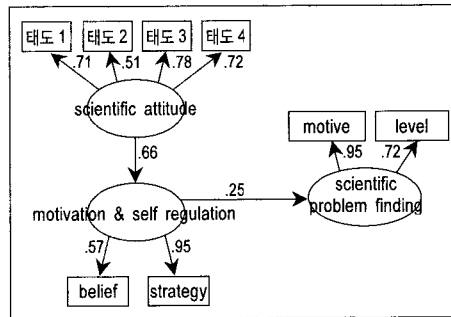 태도 1 태도 2 태도 3 태도 4
.71 .51 .78 .72
scientific attitude
motive level
.66
.95 .72
.25
scientific
motivation & self regulation problem finding
.57 .95
belief strategy